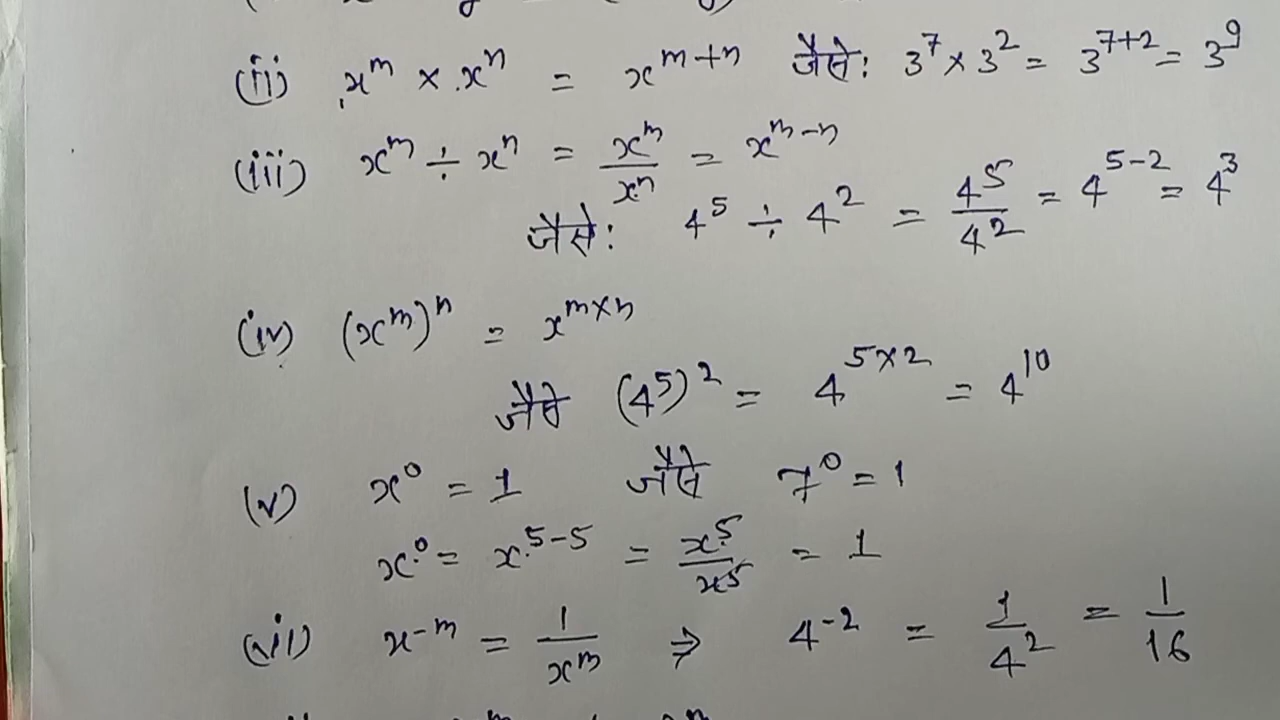 (ii) x^m × x^n = x^{m+n} जैसे: 3^7 × 3^2 = 3^{7+2} = 3^9
(iii) x^m ÷ x^n = x^m/x^n = x^{m-n}
जैसे: 4^5 ÷ 4^2 = 4^5/4^2 = 4^{5-2} = 4^3
(iv) (x^m)^n = x^{m×n}
जैसे (4^5)^2 = 4^{5×2} = 4^{10}
(v) x^0 = 1 जैसे 7^0 = 1
x^0 = x^{5-5} = x^5/x^5 = 1
(vii) x^{-m} = 1/x^m ⇒ 4^{-2} = 1/4^2 = 1/16